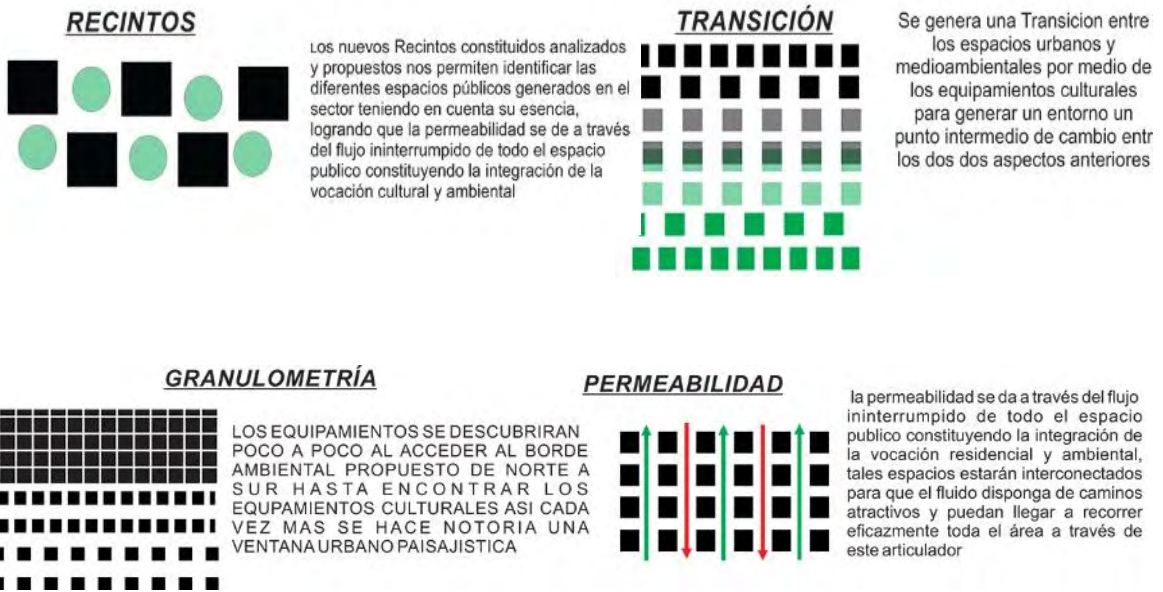 RECINTOS
Los nuevos Recintos constituidos analizados
y propuestos nos permiten identificar las
diferentes espacios públicos generados en el
sector teniendo en cuenta su esencia,
logrando que la permeabilidad se de a través
del flujo ininterrumpido de todo el espacio
publico constituyendo la integración de la
vocación cultural y ambiental
TRANSICIÓN
Se genera una Transicion entre
los espacios urbanos y
medioambientales por medio de
los equipamientos culturales
para generar un entorno un
punto intermedio de cambio entr
los dos dos aspectos anteriores
GRANULOMETRÍA
LOS EQUIPAMIENTOS SE DESCUBRIRAN
POCO A POCO AL ACCEDER AL BORDE
AMBIENTAL PROPUESTO DE NORTE A
SUR HASTA ENCONTRAR LOS
EQUPAMIENTOS CULTURALES ASI CADA
VEZ MAS SE HACE NOTORIA UNA
VENTANA URBANO PAISAJISTICA
PERMEABILIDAD
la permeabilidad se da a través del flujo
ininterrumpido de todo el espacio
publico constituyendo la integración de
la vocación residencial y ambiental,
tales espacios estarán interconectados
para que el fluido disponga de caminos
atractivos y puedan llegar a recorrer
eficazmente toda el área a través de
este articulador